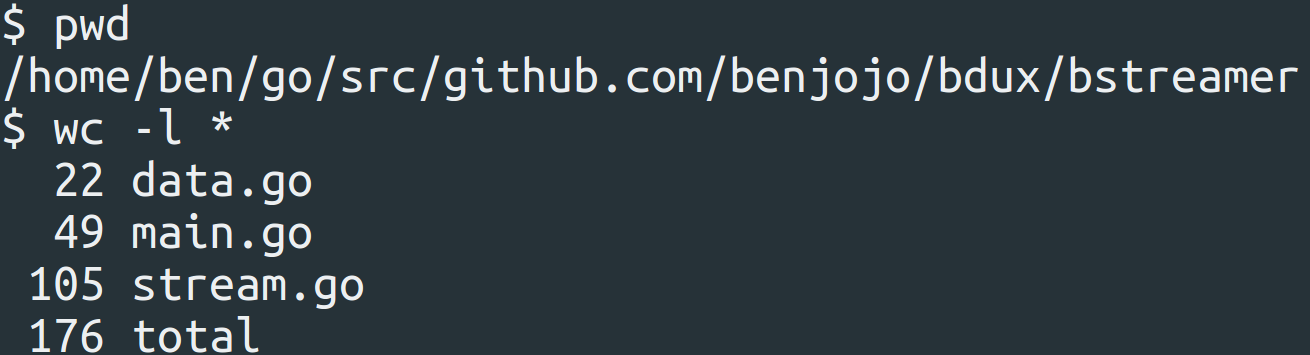 $ pwd
/home/ben/go/src/github.com/benjojo/bdux/bstreamer
$ wc -l *
  22 data.go
  49 main.go
 105 stream.go
 176 total